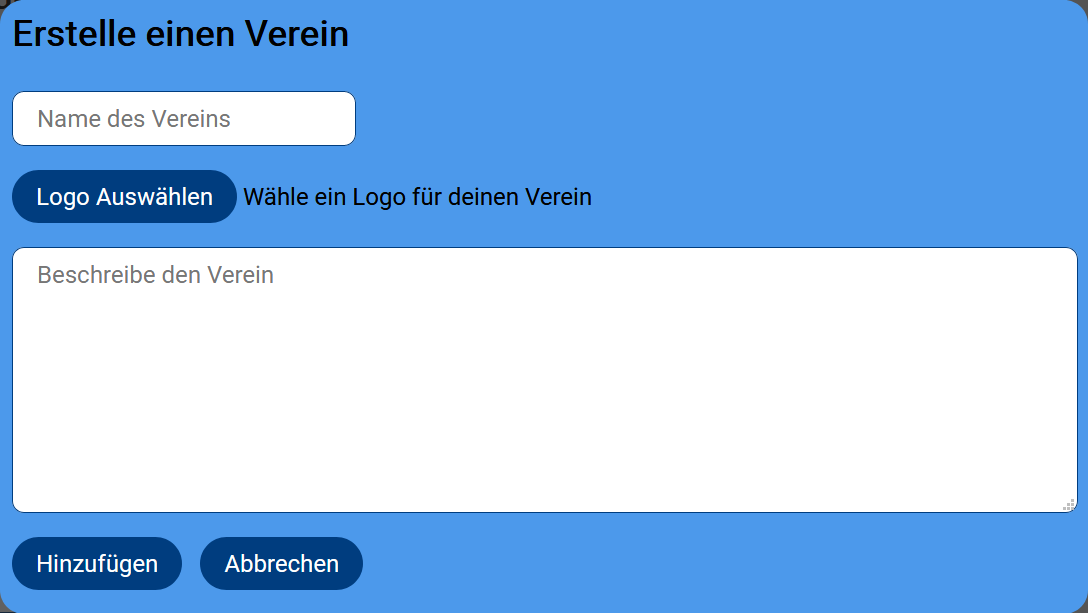 Erstelle einen Verein
Name des Vereins
Logo Auswählen Wähle ein Logo für deinen Verein
Beschreibe den Verein
Hinzufügen Abbrechen